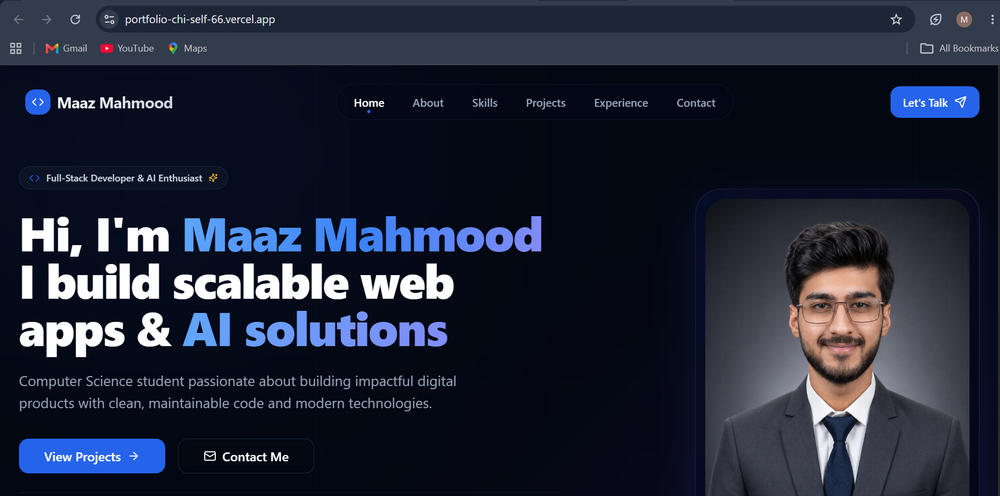 portfolio-chi-self-66.vercel.app
M
Gmail
YouTube
Maps
All Bookmarks
Maaz Mahmood
Home
About
Skills
Projects
Experience
Contact
Let's Talk
Full-Stack Developer & AI Enthusiast
Hi, I'm Maaz Mahmood
I build scalable web
apps & AI solutions
Computer Science student passionate about building impactful digital
products with clean, maintainable code and modern technologies.
View Projects
Contact Me